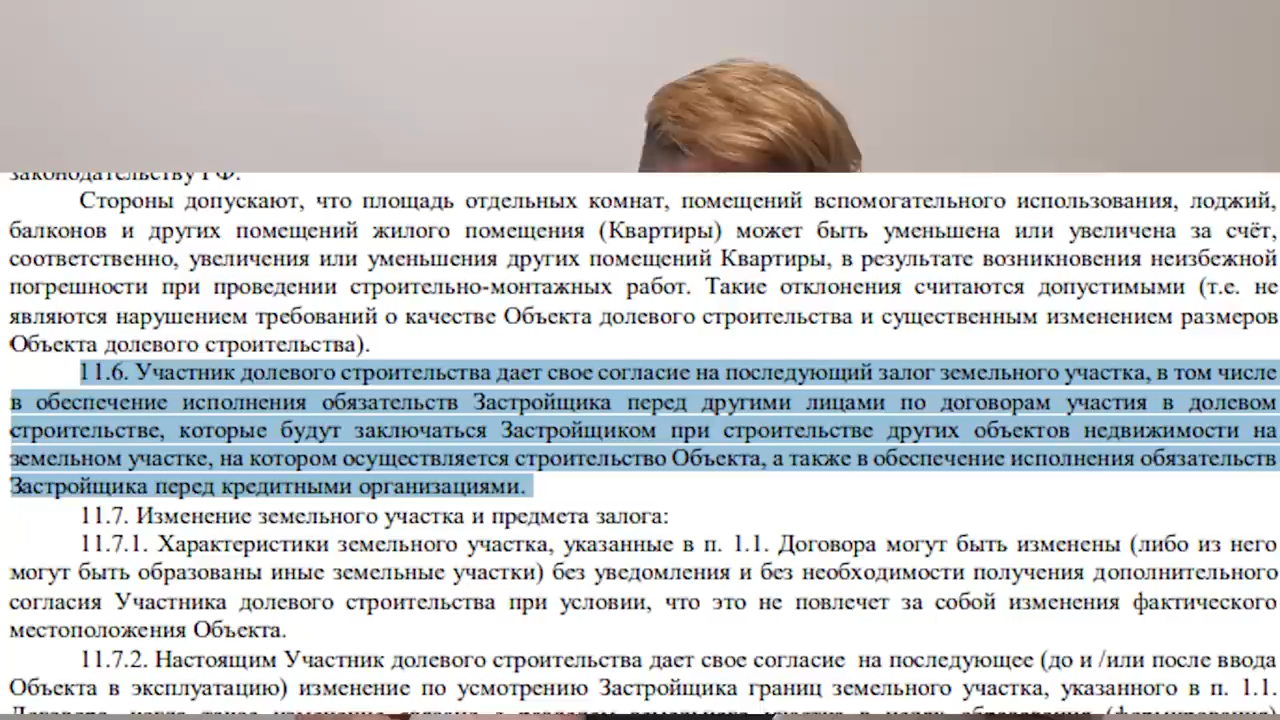 законодательству РФ.
Стороны допускают, что площадь отдельных комнат, помещений вспомогательного использования, лоджий,
балконов и других помещений жилого помещения (Квартиры) может быть уменьшена или увеличена за счёт,
соответственно, увеличения или уменьшения других помещений Квартиры, в результате возникновения неизбежной
погрешности при проведении строительно-монтажных работ. Такие отклонения считаются допустимыми (т.е. не
являются нарушением требований о качестве Объекта долевого строительства и существенным изменением размеров
Объекта долевого строительства).
11.6. Участник долевого строительства дает свое согласие на последующий залог земельного участка, в том числе
в обеспечение исполнения обязательств Застройщика перед другими лицами по договорам участия в долевом
строительстве, которые будут заключаться Застройщиком при строительстве других объектов недвижимости на
земельном участке, на котором осуществляется строительство Объекта, а также в обеспечение исполнения обязательств
Застройщика перед кредитными организациями.
11.7. Изменение земельного участка и предмета залога:
11.7.1. Характеристики земельного участка, указанные в п. 1.1. Договора могут быть изменены (либо из него
могут быть образованы иные земельные участки) без уведомления и без необходимости получения дополнительного
согласия Участника долевого строительства при условии, что это не повлечет за собой изменения фактического
местоположения Объекта.
11.7.2. Настоящим Участник долевого строительства дает свое согласие на последующее (до и /или после ввода
Объекта в эксплуатацию) изменение по усмотрению Застройщика границ земельного участка, указанного в п. 1.1.